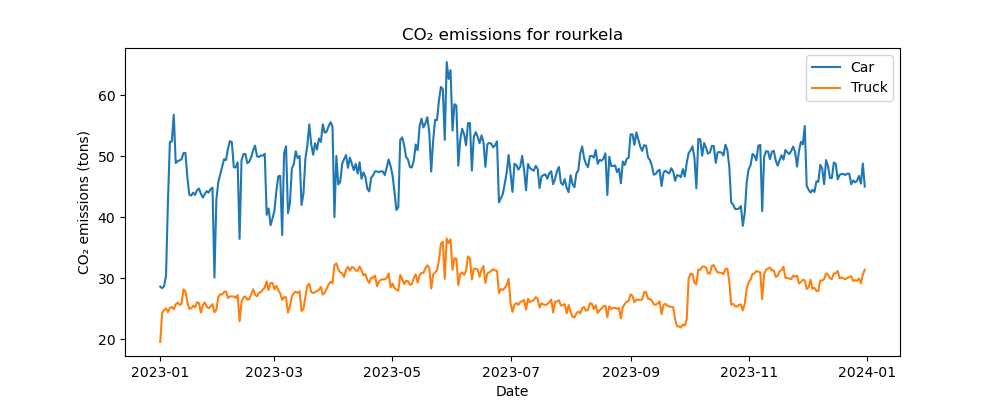 CO₂ emissions for rourkela
Car
Truck
CO₂ emissions (tons)
60
50
40
30
20
2023-01
2023-03
2023-05
2023-07
2023-09
2023-11
2024-01
Date